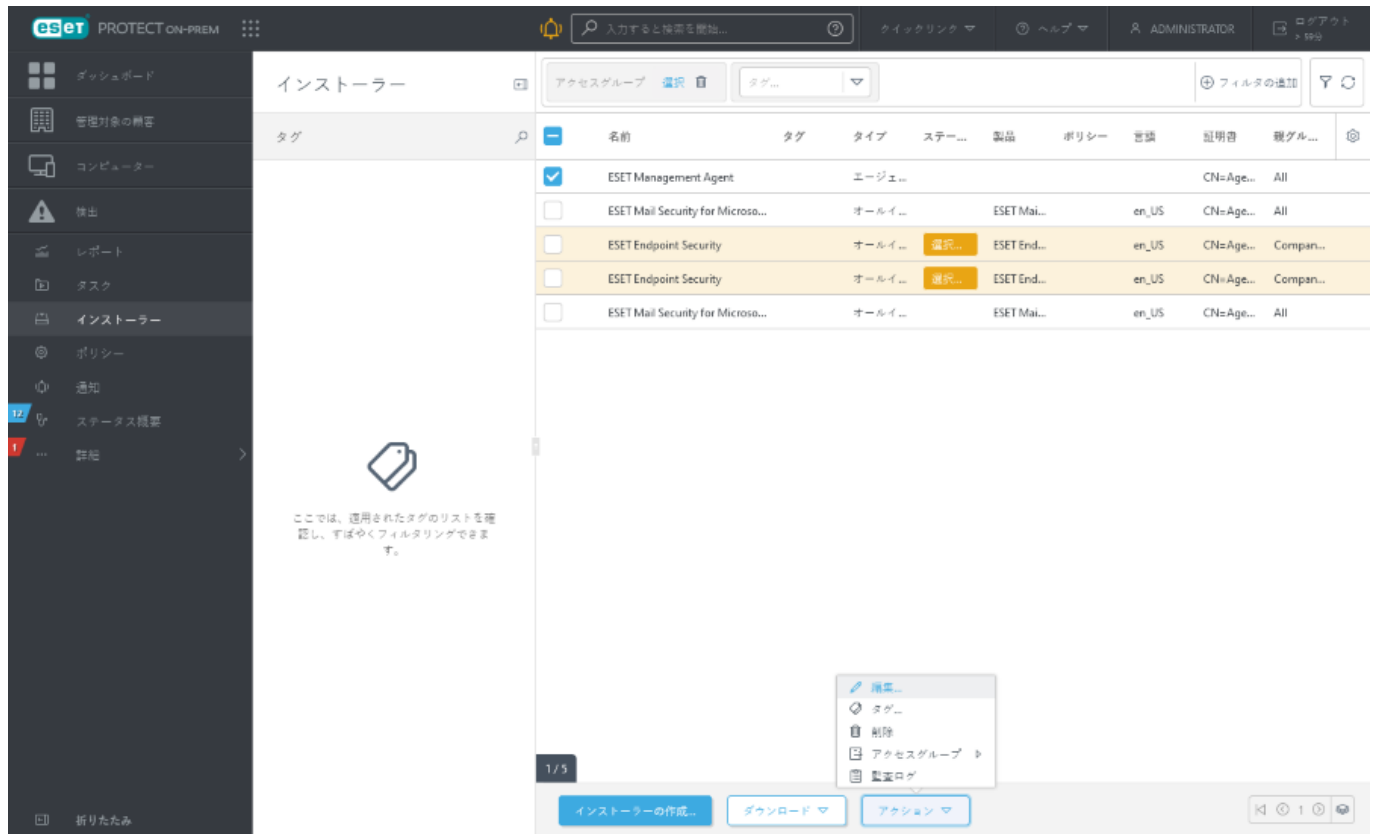 eset PROTECT ON-PREM
入力すると検索を開始...
クイックリンク
ヘルプ
ADMINISTRATOR
ログアウト
> 59分
ダッシュボード
管理対象の顧客
コンピューター
検出
レポート
タスク
インストーラー
ポリシー
通知
12
ステータス概要
1
詳細
折りたたみ
インストーラー
タグ
ここでは、適用されたタグのリストを確
認し、すばやくフィルタリングできま
す。
アクセスグループ 選択
タグ...
フィルタの追加
名前 タグ タイプ ステー... 製品 ポリシー 言語 証明書 親グル...
ESET Management Agent エージェ... CN=Age... All
ESET Mail Security for Microso... オールイ... ESET Mai... en_US CN=Age... All
ESET Endpoint Security オールイ... 選択... ESET End... en_US CN=Age... Compan...
ESET Endpoint Security オールイ... 選択... ESET End... en_US CN=Age... Compan...
ESET Mail Security for Microso... オールイ... ESET Mai... en_US CN=Age... All
編集...
タグ...
削除
アクセスグループ
監査ログ
1/5
インストーラーの作成...
ダウンロード
アクション
1